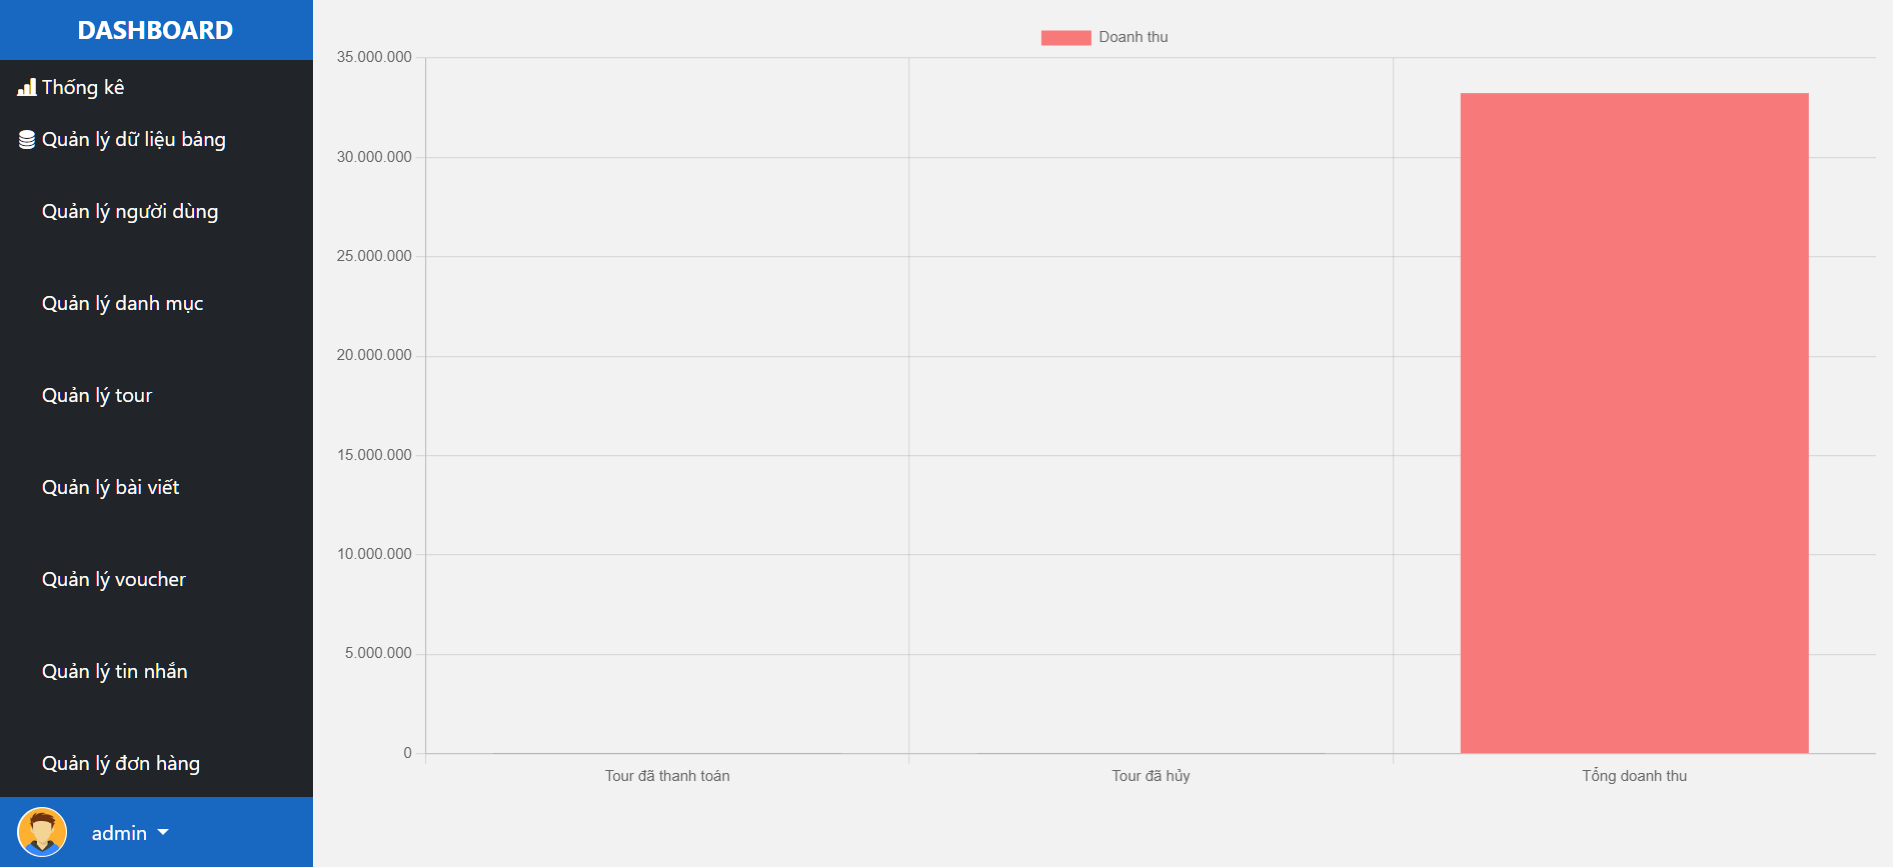 DASHBOARD
Thống kê
Quản lý dữ liệu bảng
Quản lý người dùng
Quản lý danh mục
Quản lý tour
Quản lý bài viết
Quản lý voucher
Quản lý tin nhắn
Quản lý đơn hàng
admin
Doanh thu
35.000.000
30.000.000
25.000.000
20.000.000
15.000.000
10.000.000
5.000.000
0
Tour đã thanh toán
Tour đã hủy
Tổng doanh thu